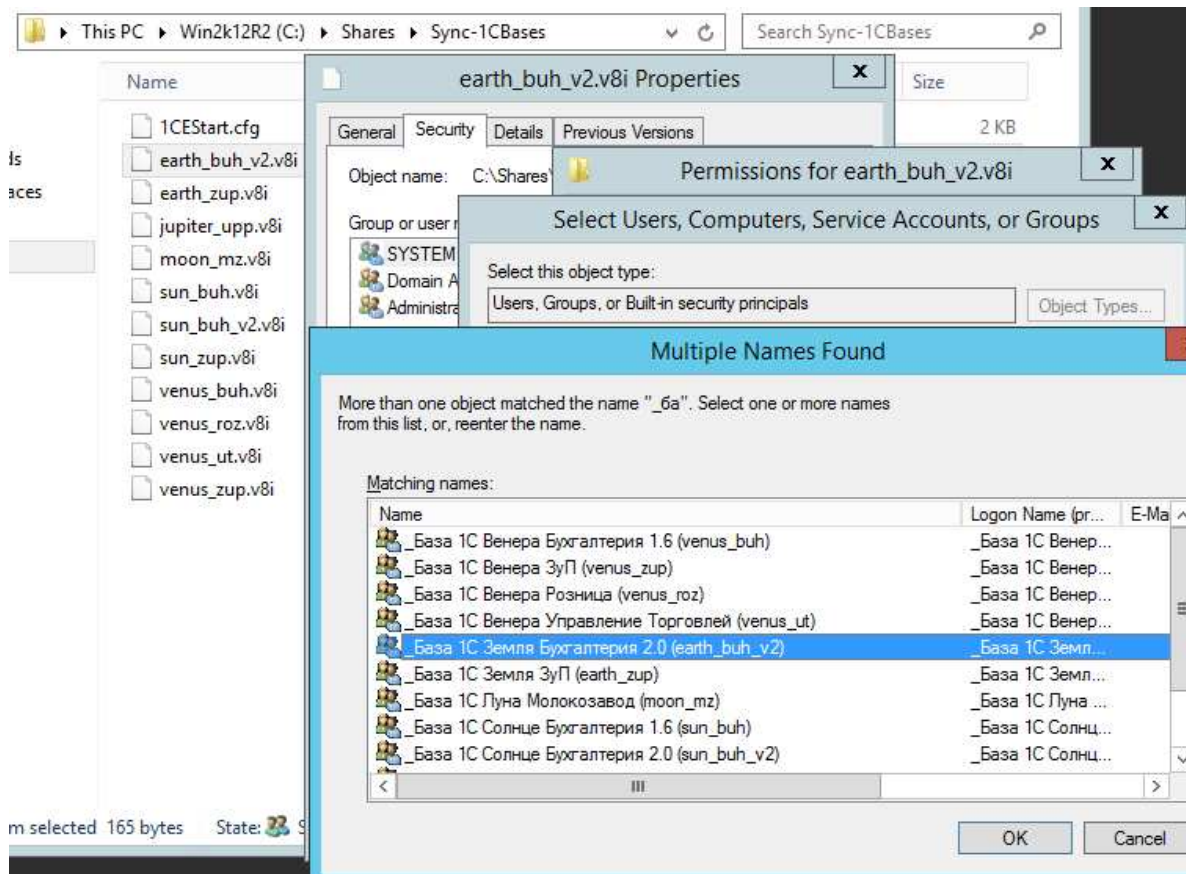 This PC Win2k12R2 (C:) Shares Sync-1CBases
Search Sync-1CBases
Name
Size
1CEStart.cfg
2 KB
earth_buh_v2.v8i
earth_zup.v8i
jupiter_upp.v8i
moon_mz.v8i
sun_buh.v8i
sun_buh_v2.v8i
sun_zup.v8i
venus_buh.v8i
venus_roz.v8i
venus_ut.v8i
venus_zup.v8i
earth_buh_v2.v8i Properties
x
General Security Details Previous Versions
Object name: C:\Shares\
Group or user
SYSTEM
Domain A
Administra
Permissions for earth_buh_v2.v8i
x
Select Users, Computers, Service Accounts, or Groups
x
Select this object type:
Users, Groups, or Built-in security principals
Object Types...
Multiple Names Found
More than one object matched the name "_ба". Select one or more names
from this list, or, reenter the name.
Matching names:
Name Logon Name (pr... E-Ma
_База 1С Венера Бухгалтерия 1.6 (venus_buh) _База 1С Венер...
_База 1С Венера ЗуП (venus_zup) _База 1С Венер...
_База 1С Венера Розница (venus_roz) _База 1С Венер...
_База 1С Венера Управление Торговлей (venus_ut) _База 1С Венер...
_База 1С Земля Бухгалтерия 2.0 (earth_buh_v2) _База 1С Земл...
_База 1С Земля ЗуП (earth_zup) _База 1С Земл...
_База 1С Луна Молокозавод (moon_mz) _База 1С Луна ...
_База 1С Солнце Бухгалтерия 1.6 (sun_buh) _База 1С Солнц...
_База 1С Солнце Бухгалтерия 2.0 (sun_buh_v2) _База 1С Солнц...
OK Cancel
m selected 165 bytes State: S
ds
aces